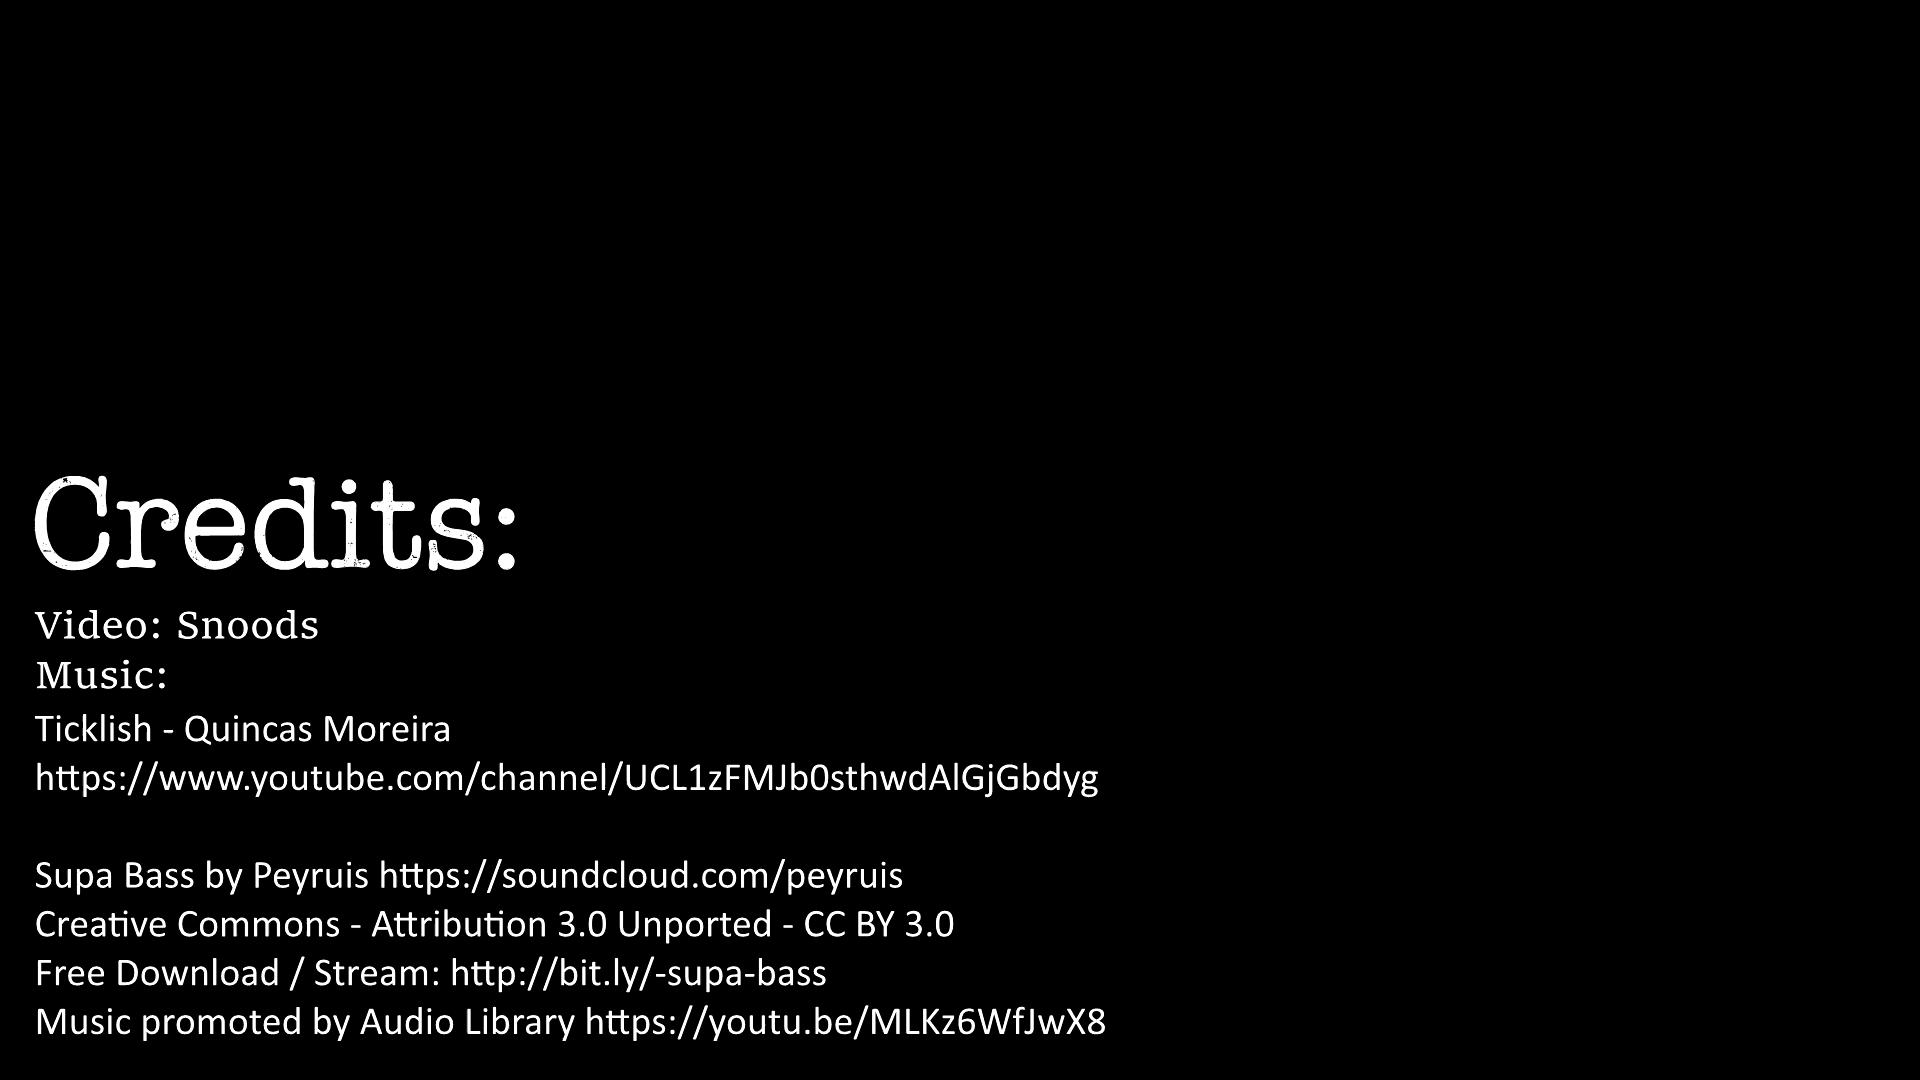 Credits:
Video: Snoods
Music:
Ticklish - Quincas Moreira
https://www.youtube.com/channel/UCL1zFMJb0sthwdAlGjGbdyg
Supa Bass by Peyruis https://soundcloud.com/peyruis
Creative Commons - Attribution 3.0 Unported - CC BY 3.0
Free Download / Stream: http://bit.ly/-supa-bass
Music promoted by Audio Library https://youtu.be/MLKz6WfJwX8